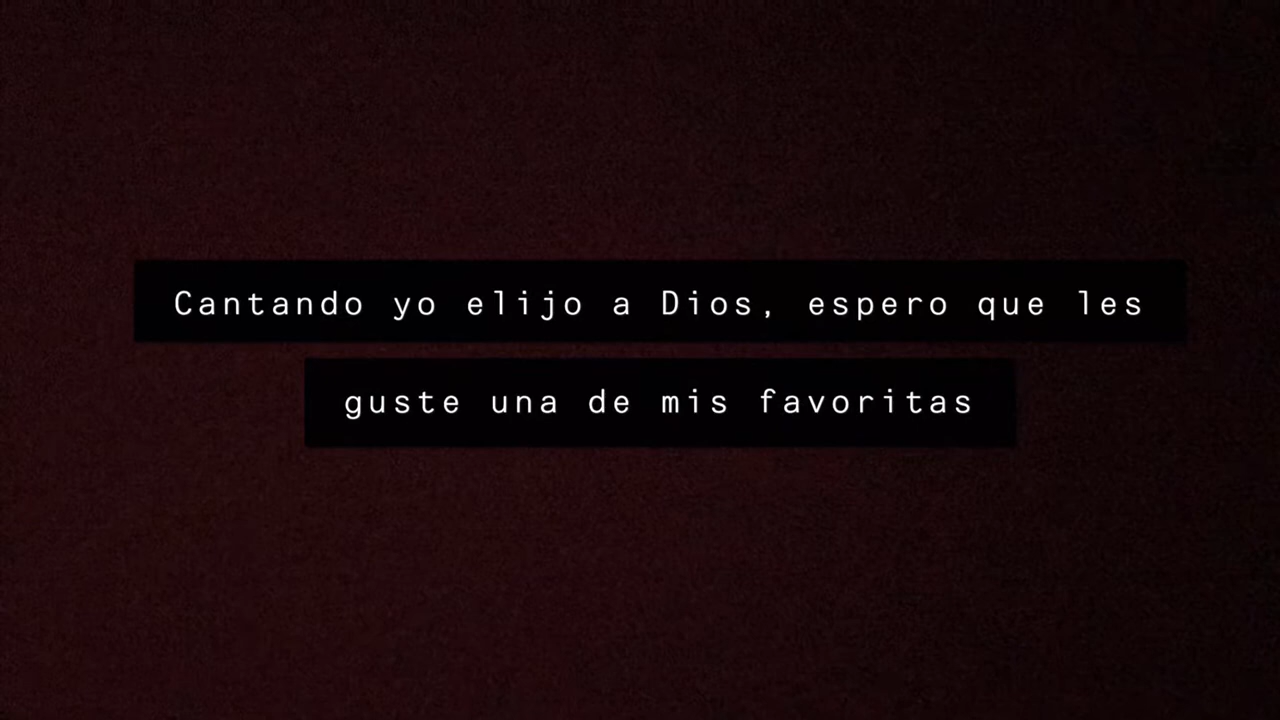 Cantando yo elijo a Dios, espero que les
guste una de mis favoritas